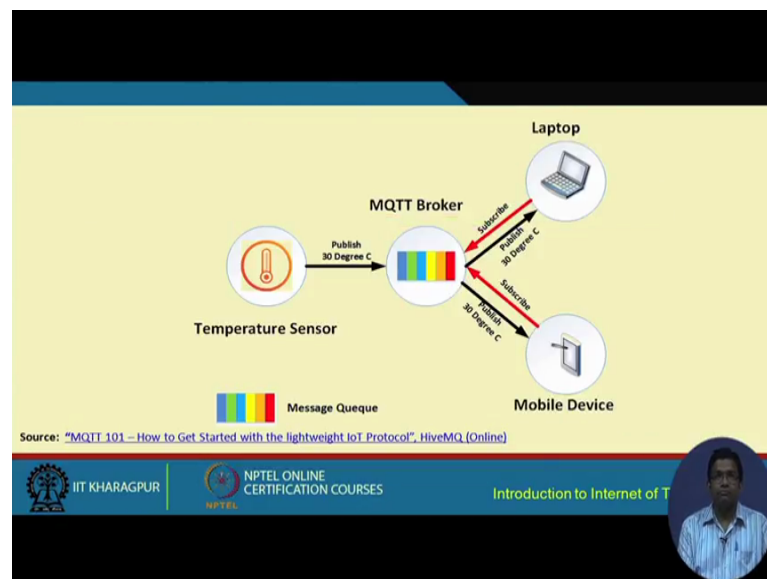 Laptop
MQTT Broker
Subscribe
Publish
30 Degree C
Publish
30 Degree C
Subscribe
Publish
30 Degree C
Temperature Sensor
Mobile Device
Message Queque
Source: "MQTT 101 – How to Get Started with the lightweight IoT Protocol", HiveMQ (Online)
IIT KHARAGPUR
NPTEL ONLINE
CERTIFICATION COURSES
NPTEL
Introduction to Internet of T